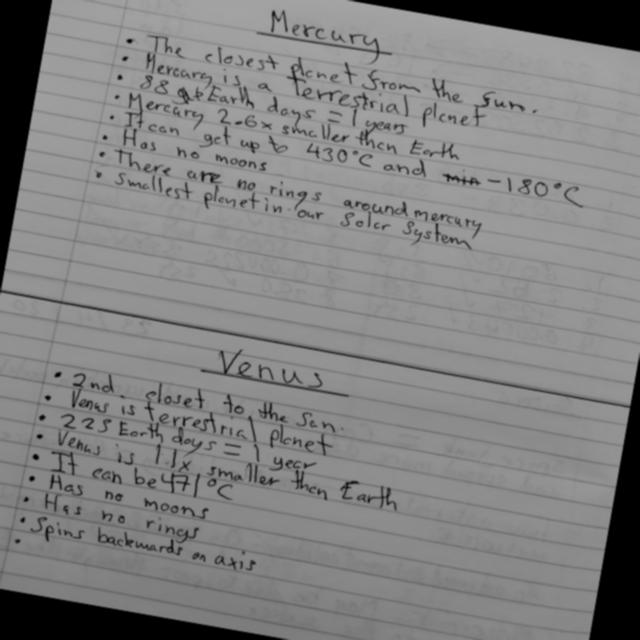 Mercury
• The closest planet from the sun.
• Mercury is a terrestrial planet
• 88 Earth days = 1 year
• Mercury 2.6x smaller then Earth
• It can get up to 430°C and -180°C
• Has no moons
• There are no rings around mercury
• Smallest planet in our soler system
Venus
• 2nd closet to the sun.
• Venus is terrestrial planet
• 225 Earth days = 1 year
• Venus is 1.1x smaller then Earth
• It can be 471°C
• Has no moons
• Has no rings
• Spins backwards on axis